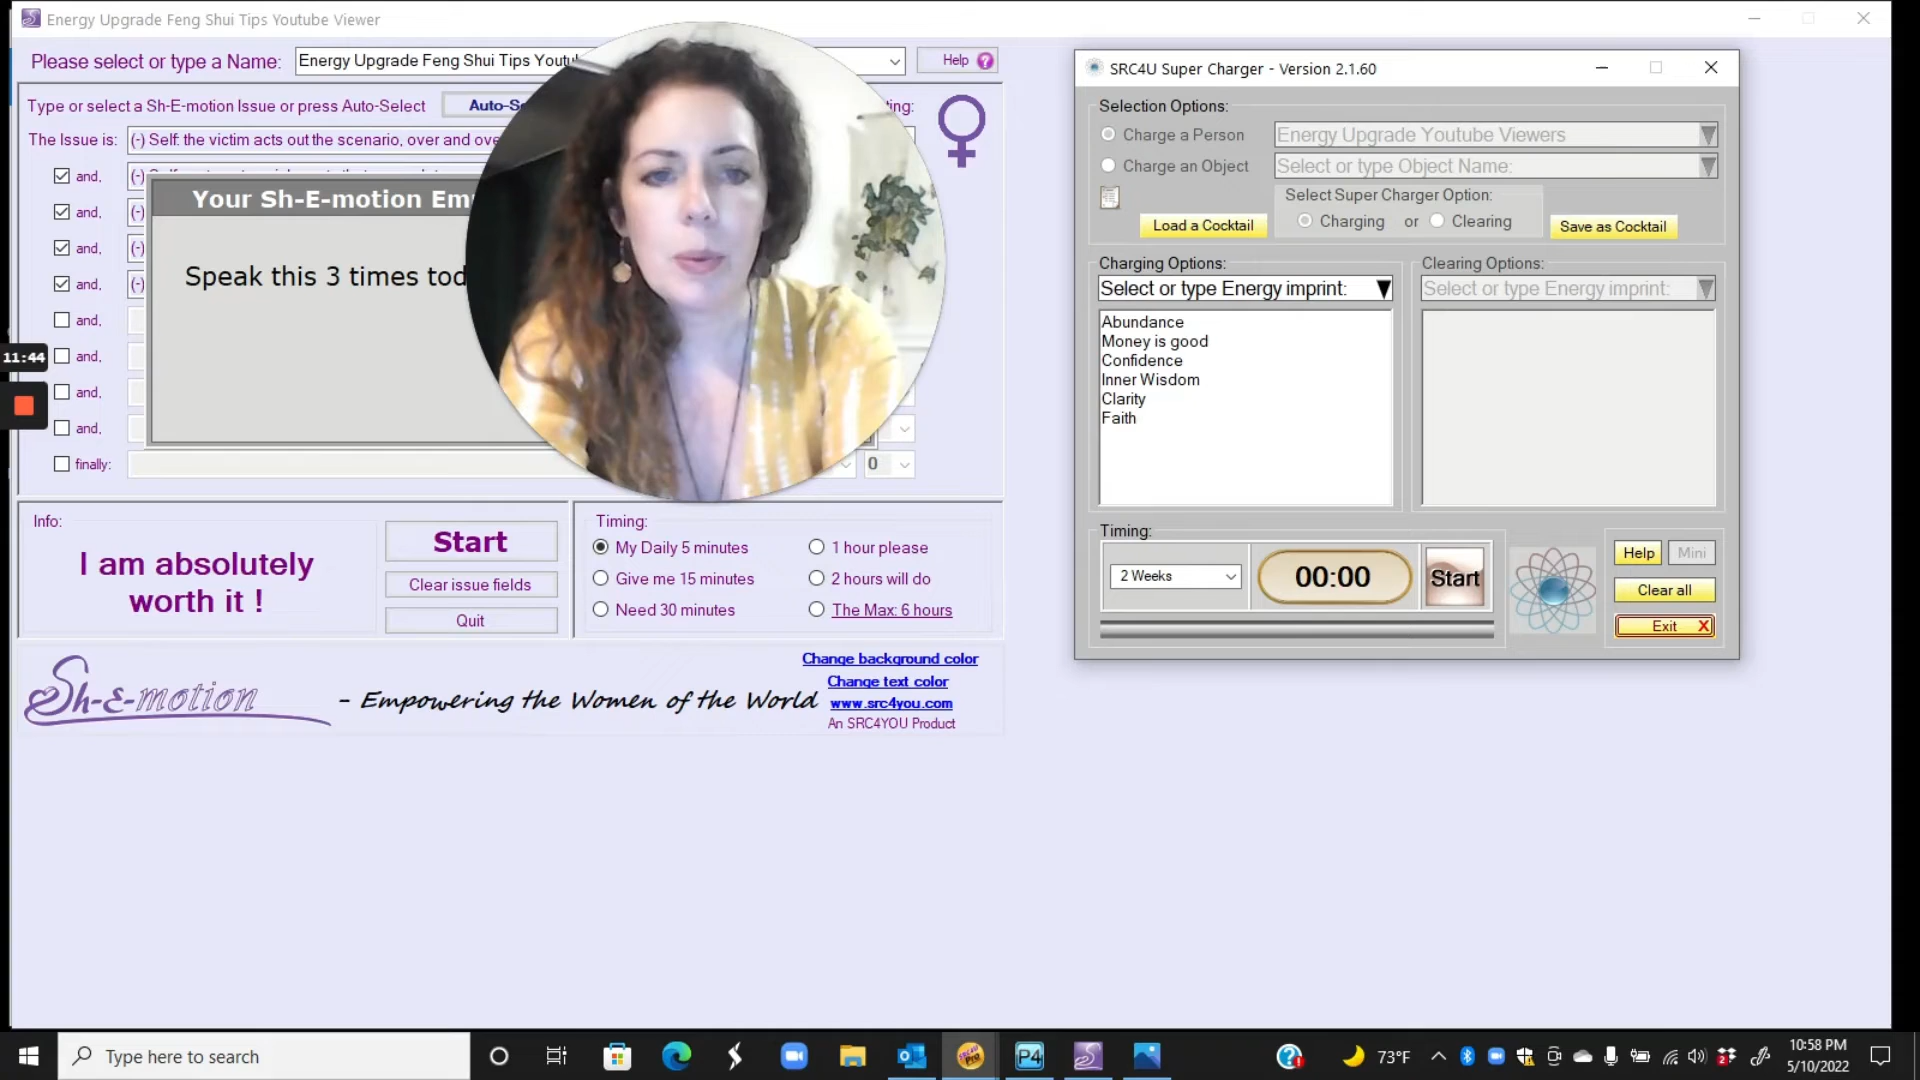 Energy Upgrade Feng Shui Tips Youtube Viewer
Please select or type a Name:
Energy Upgrade Feng Shui Tips Youtu
Help ?
Type or select a Sh-E-motion Issue or press Auto-Select
The Issue is:
(-) Self: the victim acts out the scenario, over and ove
and,
(-)
and,
(-)
and,
(-)
and,
(-)
and,
and,
and,
and,
finally:
0
Your Sh-E-motion
Speak this 3 times
11:44
Info:
I am absolutely
worth it !
Start
Clear issue fields
Quit
Timing:
My Daily 5 minutes
1 hour please
Give me 15 minutes
2 hours will do
Need 30 minutes
The Max: 6 hours
Sh-E-motion
- Empowering the Women of the World
Change background color
Change text color
www.src4you.com
An SRC4YOU Product
SRC4U Super Charger - Version 2.1.60
Selection Options:
Charge a Person
Energy Upgrade Youtube Viewers
Charge an Object
Select or type Object Name:
Select Super Charger Option:
Load a Cocktail
Charging or Clearing
Save as Cocktail
Charging Options:
Clearing Options:
Select or type Energy imprint:
Select or type Energy imprint:
Abundance
Money is good
Confidence
Inner Wisdom
Clarity
Faith
Timing:
2 Weeks
00:00
Start
Help
Mini
Clear all
Exit X
Type here to search
P4
73°F
10:58 PM
5/10/2022